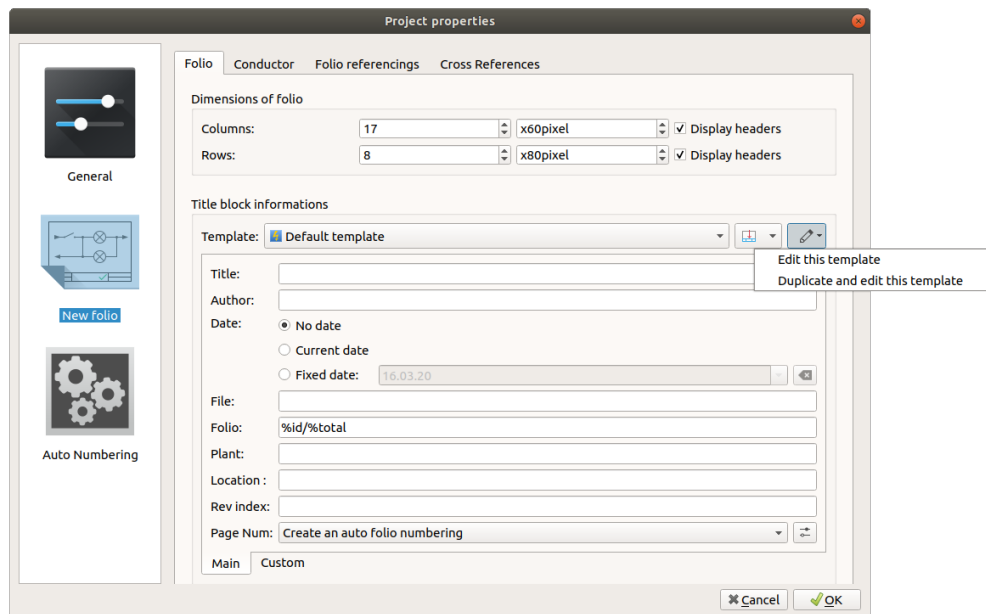 Project properties
General
New folio
Auto Numbering
Folio Conductor Folio referencings Cross References
Dimensions of folio
Columns: 17 x60pixel Display headers
Rows: 8 x80pixel Display headers
Title block informations
Template: Default template
Edit this template
Duplicate and edit this template
Title:
Author:
Date: No date
Current date
Fixed date: 16.03.20
File:
Folio: %id/%total
Plant:
Location :
Rev index:
Page Num: Create an auto folio numbering
Main Custom
Cancel OK